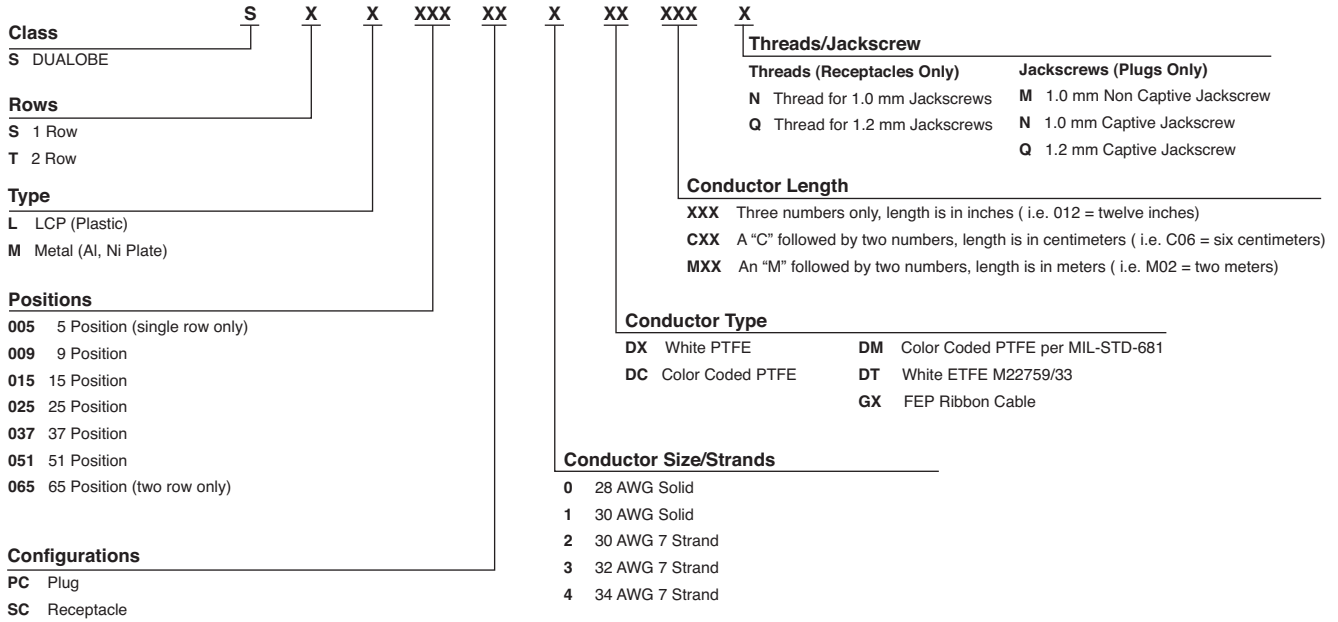 S X X XXX XX X XX XXX X
Class
S DUALOBE
Rows
S 1 Row
T 2 Row
Type
L LCP (Plastic)
M Metal (Al, Ni Plate)
Positions
005 5 Position (single row only)
009 9 Position
015 15 Position
025 25 Position
037 37 Position
051 51 Position
065 65 Position (two row only)
Configurations
PC Plug
SC Receptacle
Conductor Size/Strands
0 28 AWG Solid
1 30 AWG Solid
2 30 AWG 7 Strand
3 32 AWG 7 Strand
4 34 AWG 7 Strand
Conductor Type
DX White PTFE
DC Color Coded PTFE
DM Color Coded PTFE per MIL-STD-681
DT White ETFE M22759/33
GX FEP Ribbon Cable
Conductor Length
XXX Three numbers only, length is in inches ( i.e. 012 = twelve inches)
CXX A “C” followed by two numbers, length is in centimeters ( i.e. C06 = six centimeters)
MXX An “M” followed by two numbers, length is in meters ( i.e. M02 = two meters)
Threads/Jackscrew
Threads (Receptacles Only)
N Thread for 1.0 mm Jackscrews
Q Thread for 1.2 mm Jackscrews
Jackscrews (Plugs Only)
M 1.0 mm Non Captive Jackscrew
N 1.0 mm Captive Jackscrew
Q 1.2 mm Captive Jackscrew